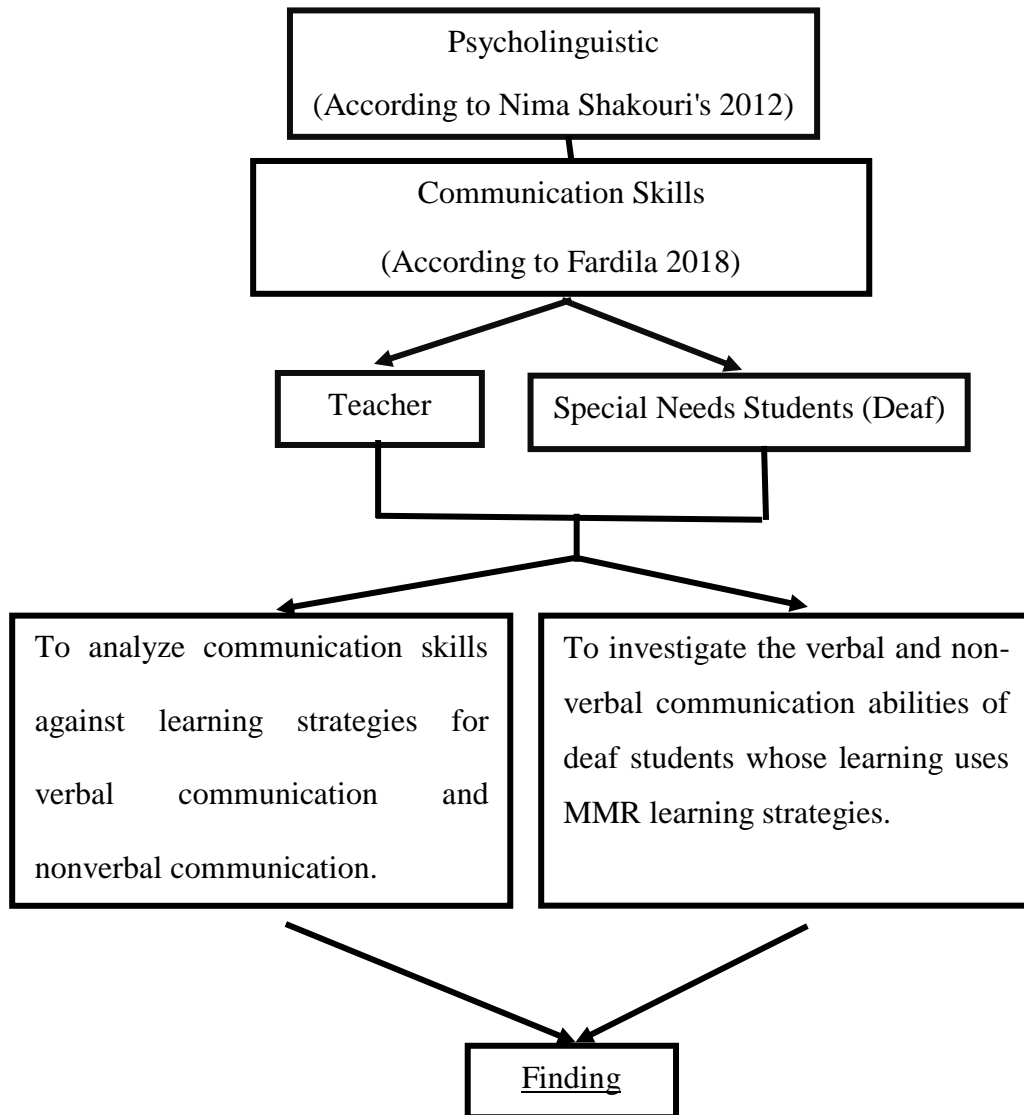 Psycholinguistic
(According to Nima Shakouri's 2012)
Communication Skills
(According to Fardila 2018)
Teacher
Special Needs Students (Deaf)
To analyze communication skills
against learning strategies for
verbal communication and
nonverbal communication.
To investigate the verbal and non-
verbal communication abilities of
deaf students whose learning uses
MMR learning strategies.
Finding